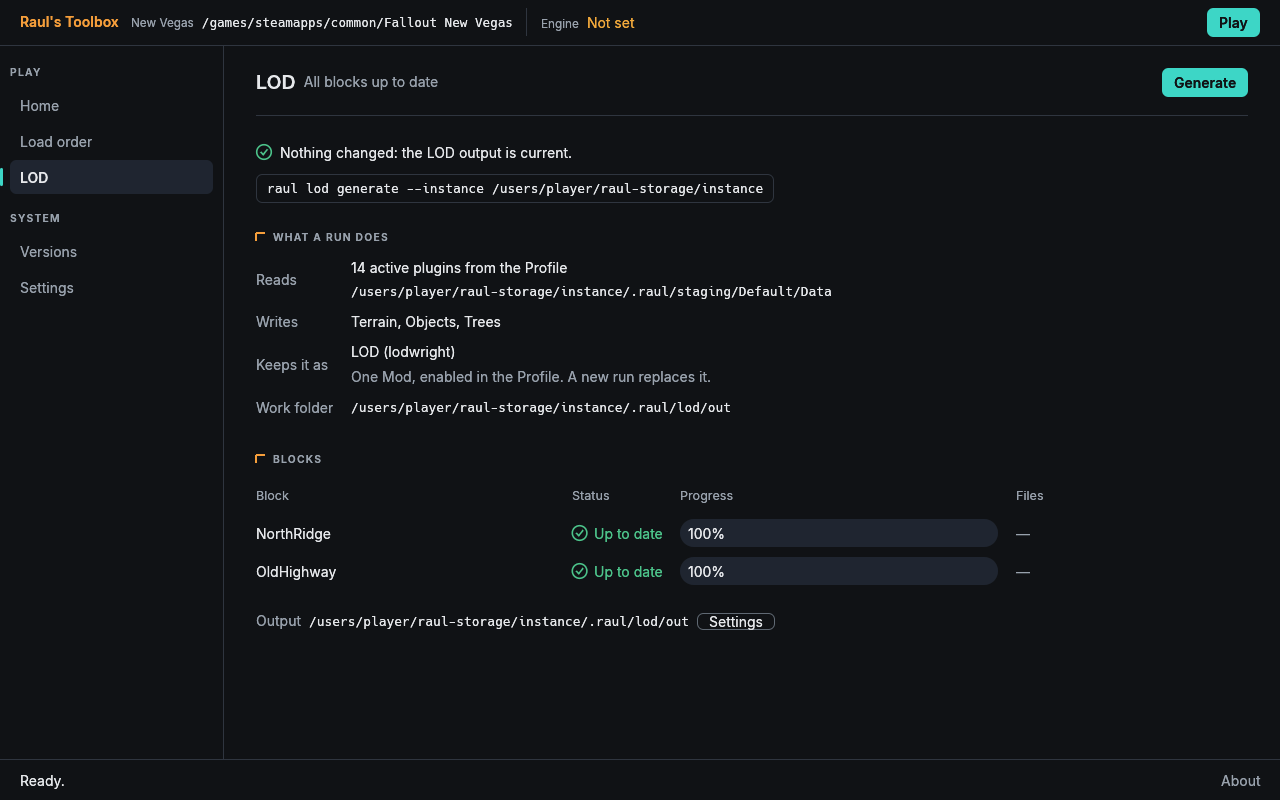 Raul's Toolbox New Vegas /games/steamapps/common/Fallout New Vegas Engine Not set Play
PLAY
Home
Load order
LOD
SYSTEM
Versions
Settings
LOD All blocks up to date Generate
Nothing changed: the LOD output is current.
raul lod generate --instance /users/player/raul-storage/instance
WHAT A RUN DOES
Reads 14 active plugins from the Profile
/users/player/raul-storage/instance/.raul/staging/Default/Data
Writes Terrain, Objects, Trees
Keeps it as LOD (lodwright)
One Mod, enabled in the Profile. A new run replaces it.
Work folder /users/player/raul-storage/instance/.raul/lod/out
BLOCKS
Block Status Progress Files
NorthRidge Up to date 100% —
OldHighway Up to date 100% —
Output /users/player/raul-storage/instance/.raul/lod/out Settings
Ready. About